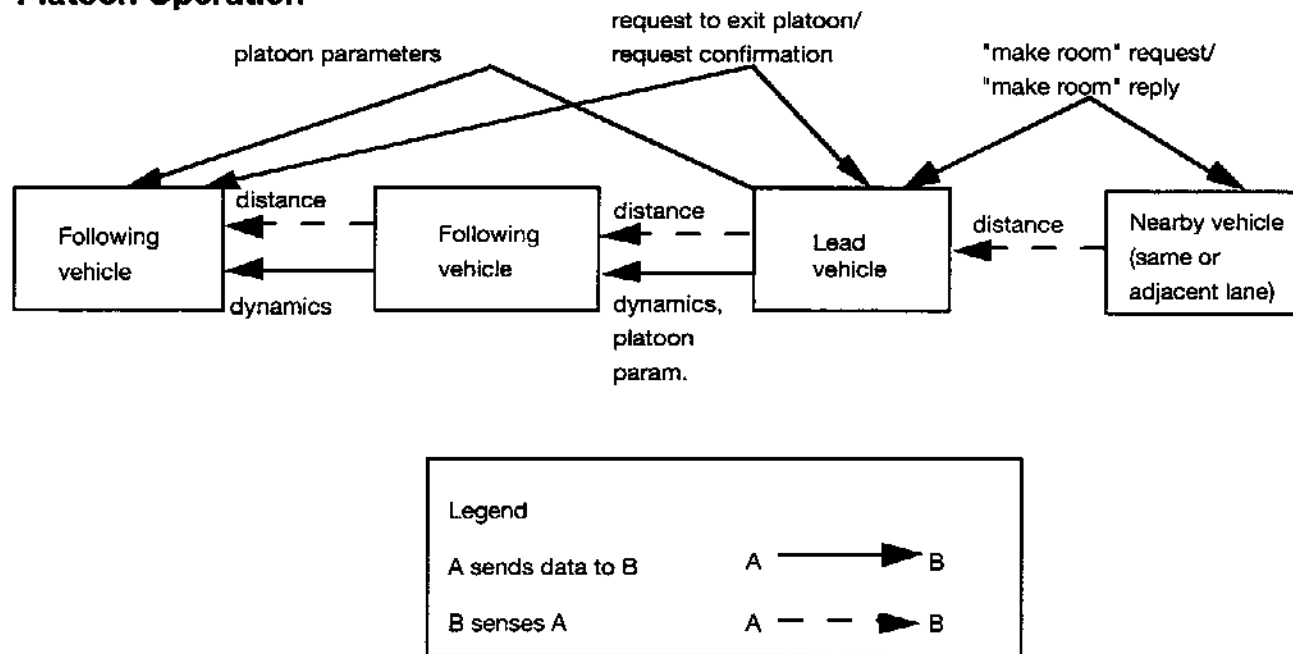 Platoon Operation
request to exit platoon/
request confirmation
platoon parameters
"make room" request/
"make room" reply
Following
vehicle
distance
dynamics
Following
vehicle
distance
dynamics,
platoon
param.
Lead
vehicle
distance
Nearby vehicle
(same or
adjacent lane)
Legend
A sends data to B
A
B
B senses A
A
B